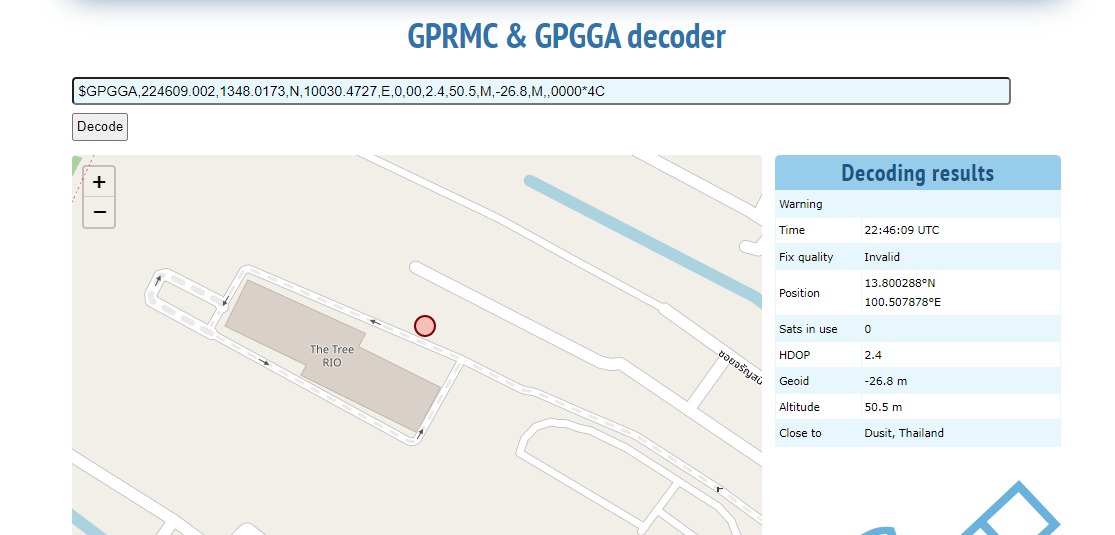 GPRMC & GPGGA decoder
$GPGGA,224609.002,1348.0173,N,10030.4727,E,0,00,2.4,50.5,M,-26.8,M,,0000*4C
Decode
+
−
The Tree
RIO
Decoding results
Warning
Time 22:46:09 UTC
Fix quality Invalid
Position 13.800288°N
100.507878°E
Sats in use 0
HDOP 2.4
Geoid -26.8 m
Altitude 50.5 m
Close to Dusit, Thailand